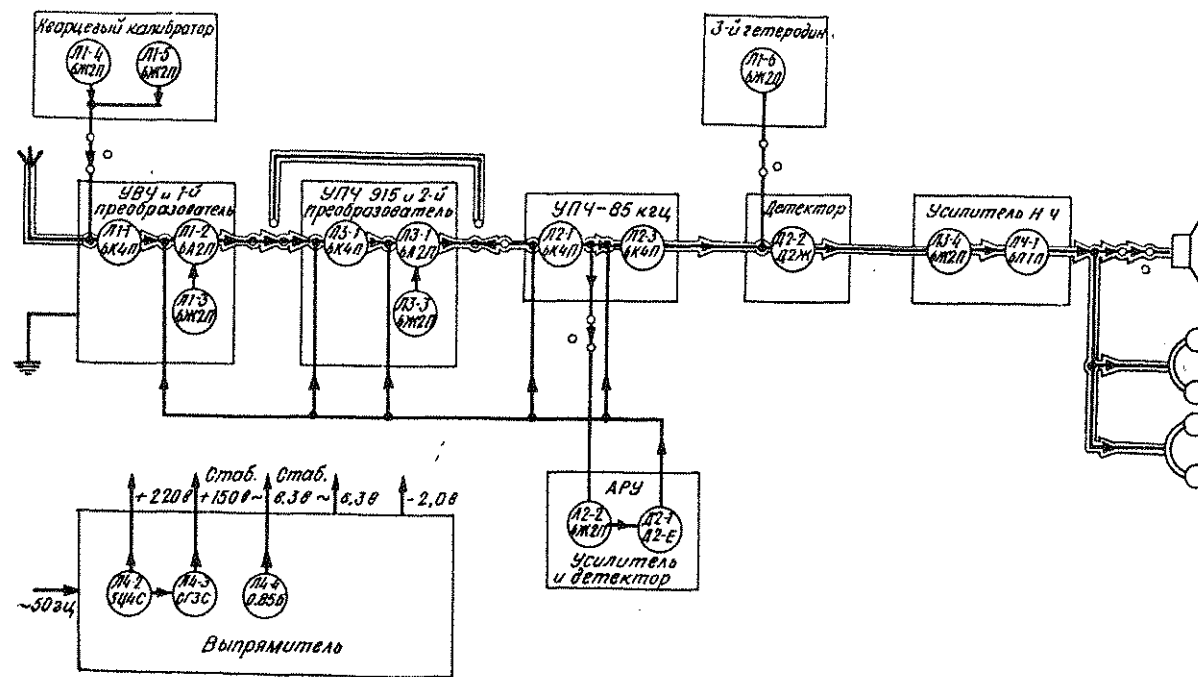 Кварцевый калибратор
Л1-4
6Ж2П
Л1-5
6Ж2П
3-й гетеродин
Л1-6
6Ж2П
УВЧ и 1-й
преобразователь
Л1-1
6К4П
Л1-2
6А2П
Л1-3
6Ж2П
УПЧ 915 и 2-й
преобразователь
Л3-1
6К4П
Л3-1
6А2П
Л3-3
6Ж2П
УПЧ-85 кгц
Л2-1
6К4П
Л2-3
6К4П
Детектор
Д2-2
Д2Ж
Усилитель НЧ
Л3-4
6Ж2П
Л4-1
6П1П
АРУ
Л2-2
6Ж2П
Д2-1
Д2-Е
Усилитель
и детектор
Стаб. Стаб.
+220в +150в ~6,3в ~6,3в -2,0в
~50гц
Л4-2
5Ц4С
Л4-3
СГ3С
Л4-4
0.85Б
Выпрямитель